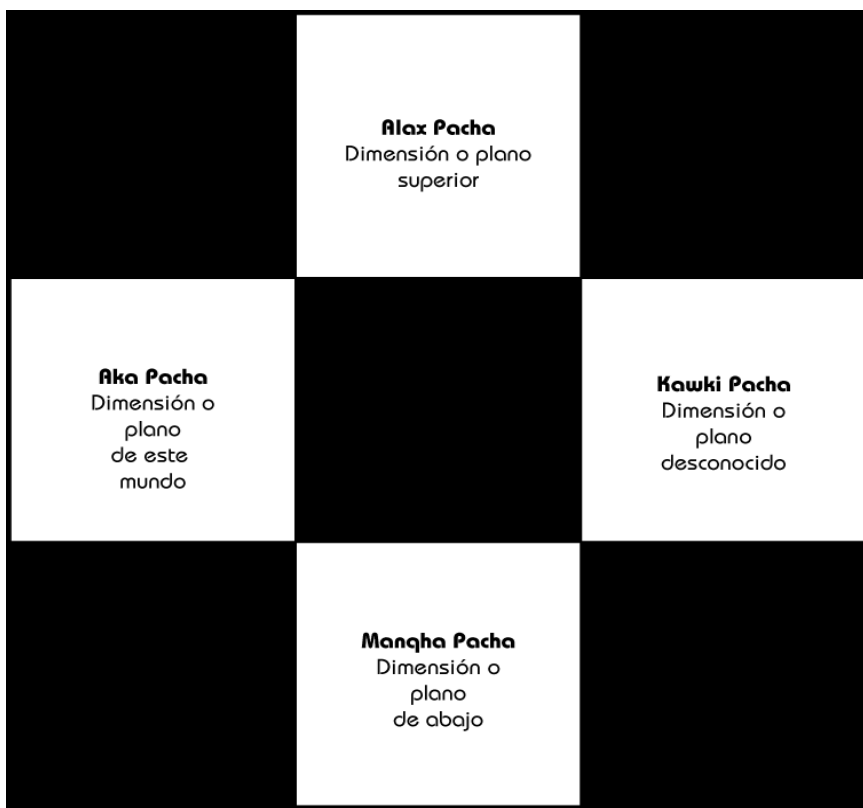 Alax Pacha
Dimensión o plano
superior
Aka Pacha
Dimensión o
plano
de este
mundo
Kawki Pacha
Dimensión o
plano
desconocido
Manqha Pacha
Dimensión o
plano
de abajo